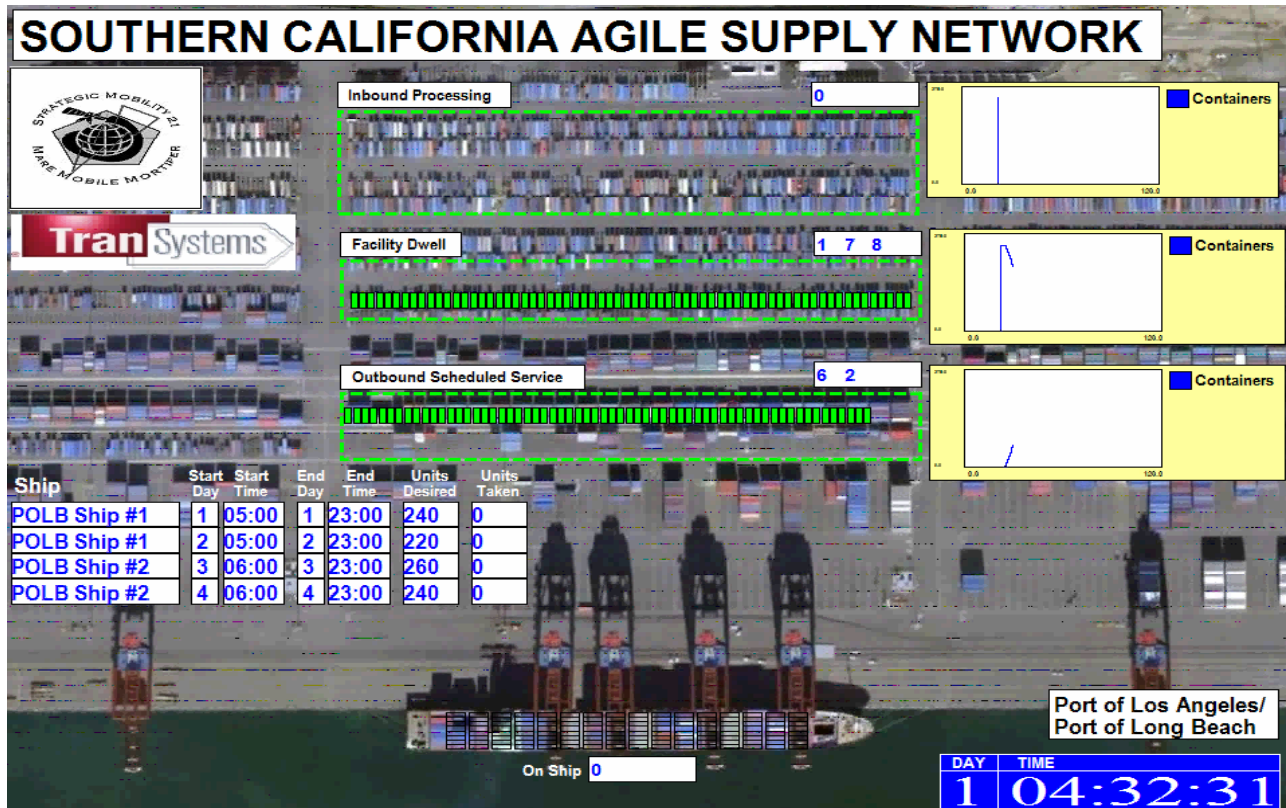 SOUTHERN CALIFORNIA AGILE SUPPLY NETWORK
STRATEGIC MOBILITY 21
MARE MOBILE MORTIFER
TranSystems
Inbound Processing 0
Containers
0.0 120.0
Facility Dwell 1 7 8
Containers
0.0 120.0
Outbound Scheduled Service 6 2
Containers
0.0 120.0
Ship Start Day Start Time End Day End Time Units Desired Units Taken
POLB Ship #1 1 05:00 1 23:00 240 0
POLB Ship #1 2 05:00 2 23:00 220 0
POLB Ship #2 3 06:00 3 23:00 260 0
POLB Ship #2 4 06:00 4 23:00 240 0
Port of Los Angeles/
Port of Long Beach
On Ship 0
DAY TIME
1 04:32:31